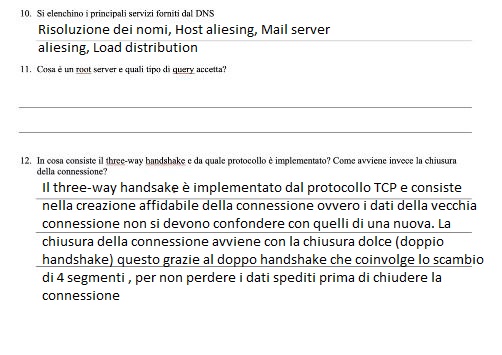 10. Si elenchino i principali servizi forniti dal DNS
Risoluzione dei nomi, Host aliesing, Mail server
aliesing, Load distribution
11. Cosa è un root server e quali tipo di query accetta?
12. In cosa consiste il three-way handshake e da quale protocollo è implementato? Come avviene invece la chiusura
della connessione?
Il three-way handsake è implementato dal protocollo TCP e consiste
nella creazione affidabile della connessione ovvero i dati della vecchia
connessione non si devono confondere con quelli di una nuova. La
chiusura della connessione avviene con la chiusura dolce (doppio
handshake) questo grazie al doppo handshake che coinvolge lo scambio
di 4 segmenti , per non perdere i dati spediti prima di chiudere la
connessione